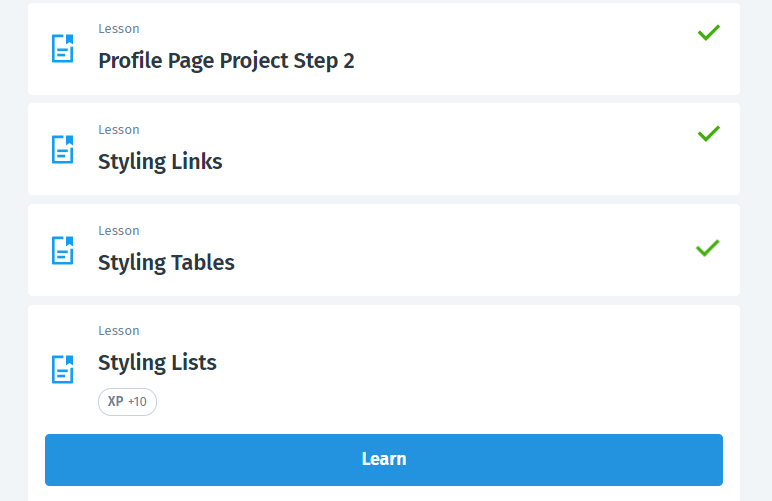 Lesson
Profile Page Project Step 2
Lesson
Styling Links
Lesson
Styling Tables
Lesson
Styling Lists
XP +10
Learn